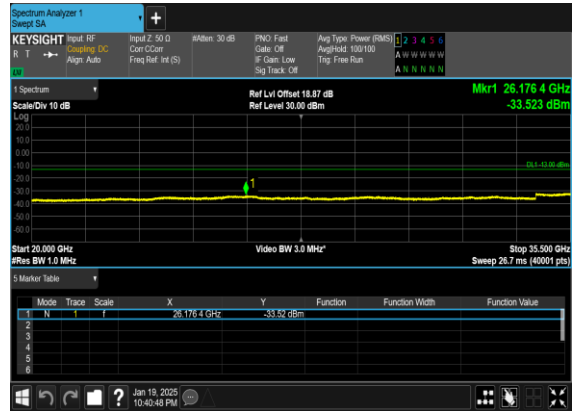 Spectrum Analyzer 1
Swept SA
+
KEYSIGHT
R T
Input: RF
Coupling: DC
Align: Auto
Input Z: 50 Ω
Corr CCorr
Freq Ref: Int (S)
#Atten: 30 dB
PNO: Fast
Gate: Off
IF Gain: Low
Sig Track: Off
Avg Type: Power (RMS)
Avg|Hold: 100/100
Trig: Free Run
1 2 3 4 5 6
A W W W W W
A N N N N N
1 Spectrum
Scale/Div 10 dB
Log
Ref Lvl Offset 18.87 dB
Ref Level 30.00 dBm
Mkr1 26.176 4 GHz
-33.523 dBm
20.0
10.0
0.00
-10.0
DL1 -13.00 dBm
-20.0
-30.0
1
-40.0
-50.0
-60.0
Start 20.000 GHz
Video BW 3.0 MHz*
Stop 35.500 GHz
#Res BW 1.0 MHz
Sweep 26.7 ms (40001 pts)
5 Marker Table
Mode Trace Scale X Y Function Function Width Function Value
1 N 1 f 26.176 4 GHz -33.52 dBm
2
3
4
5
6
?
Jan 19, 2025
10:40:48 PM